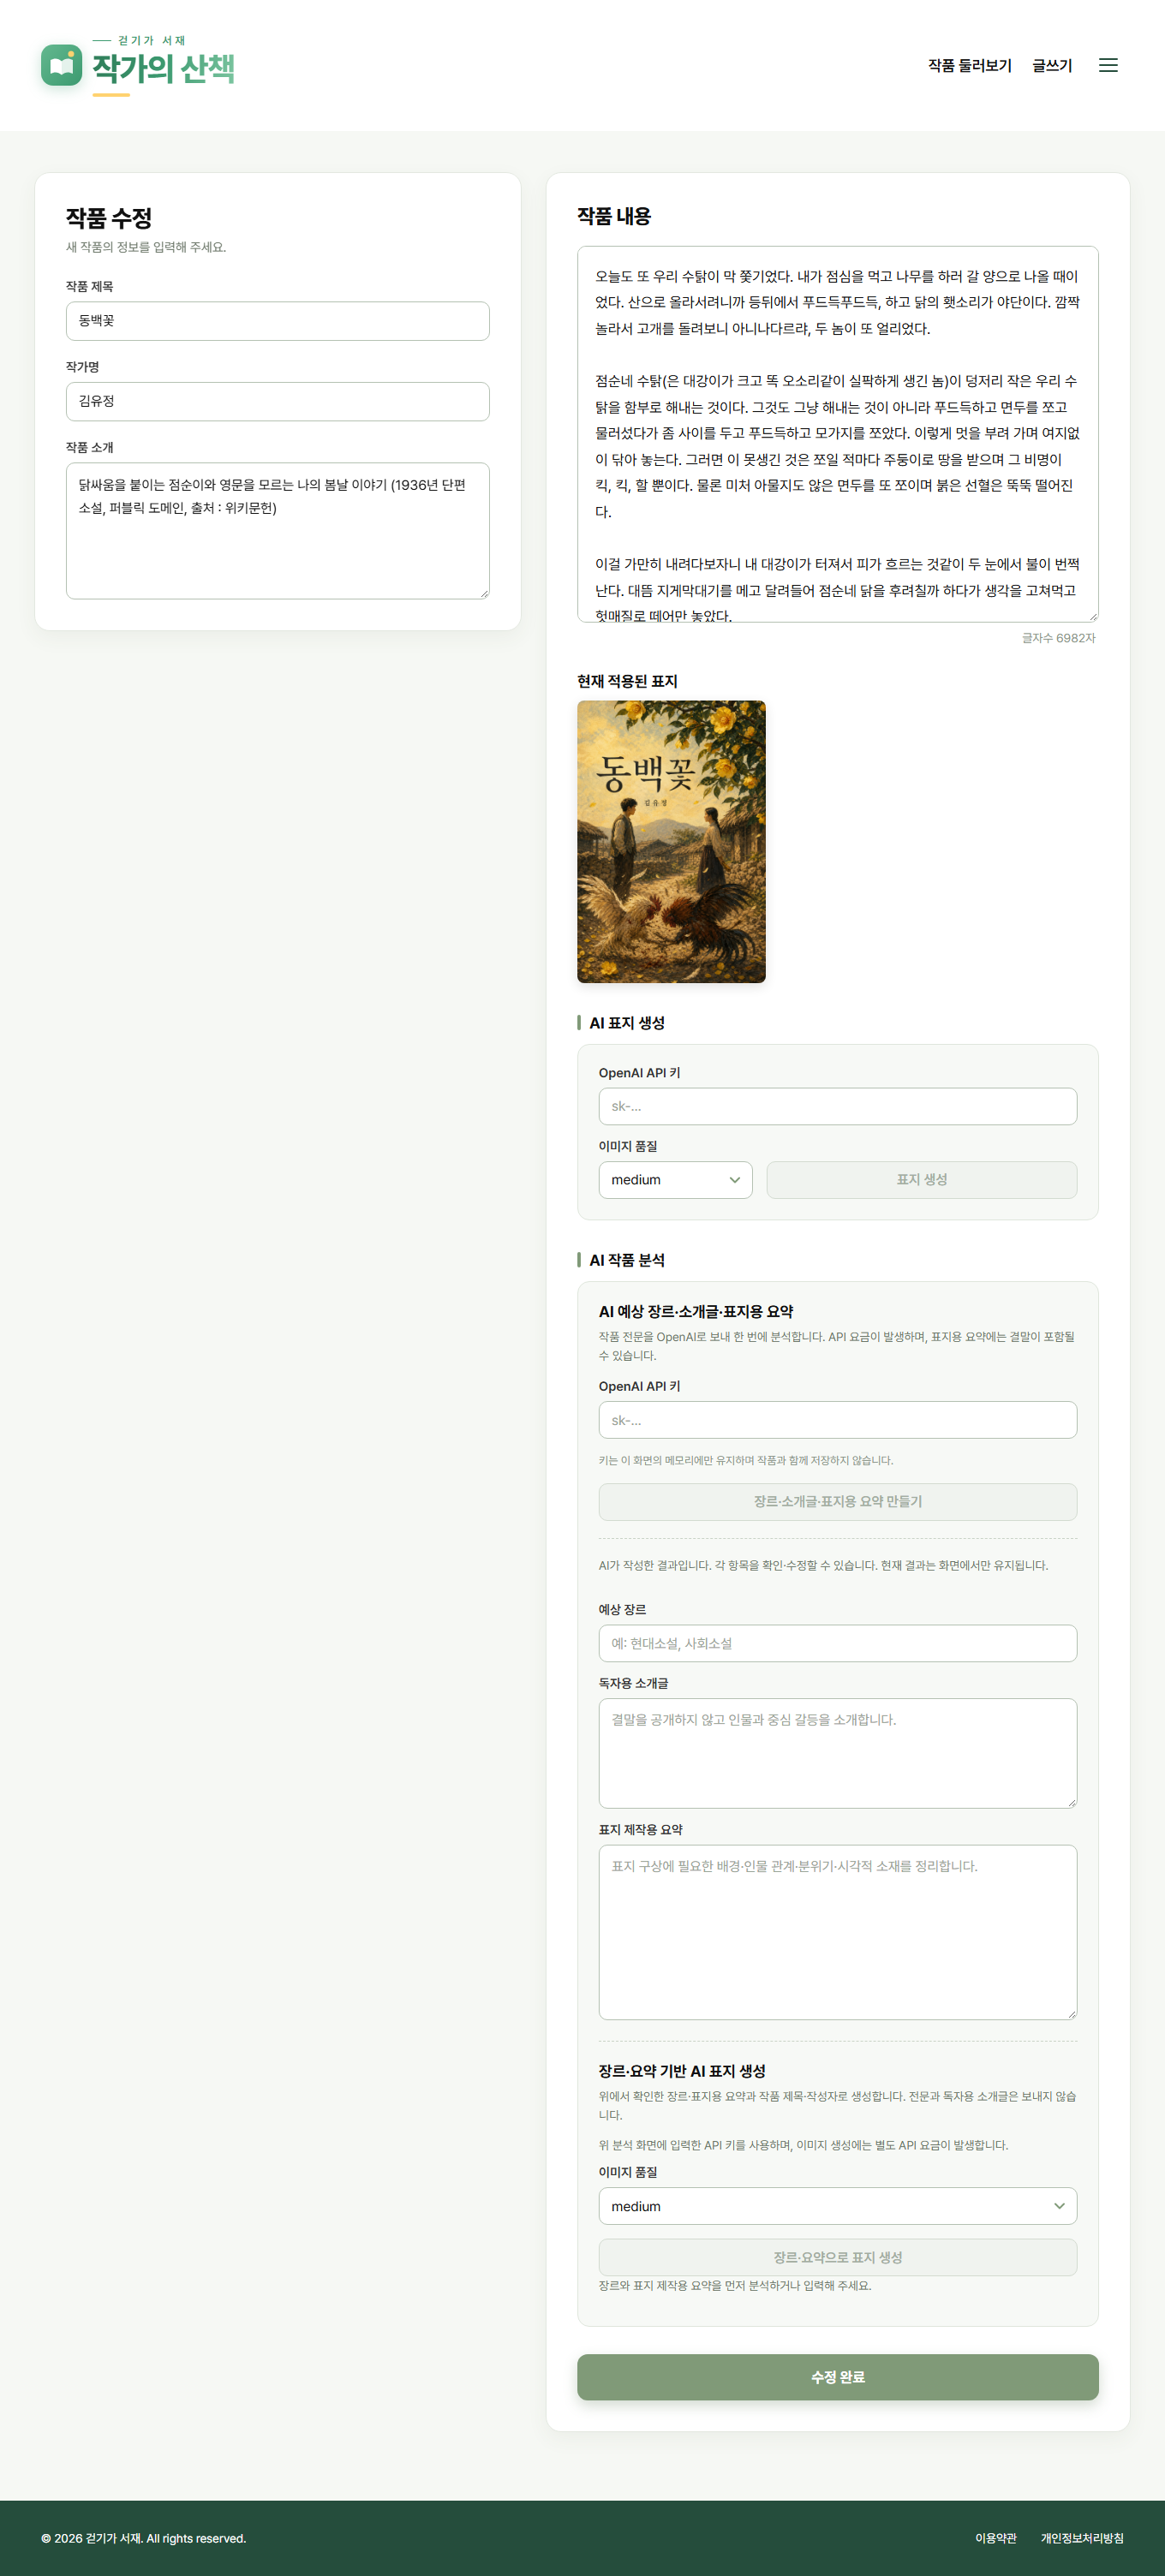 걷기가 서재
작가의 산책
작품 둘러보기 글쓰기
작품 수정
새 작품의 정보를 입력해 주세요.
작품 제목
동백꽃
작가명
김유정
작품 소개
닭싸움을 붙이는 점순이와 영문을 모르는 나의 봄날 이야기 (1936년 단편
소설, 퍼블릭 도메인, 출처 : 위키문헌)
작품 내용
오늘도 또 우리 수탉이 막 쫓기었다. 내가 점심을 먹고 나무를 하러 갈 양으로 나올 때이
었다. 산으로 올라서려니까 등뒤에서 푸드득푸드득, 하고 닭의 횃소리가 야단이다. 깜짝
놀라서 고개를 돌려보니 아니나다르랴, 두 놈이 또 얼리었다.
점순네 수탉(은 대강이가 크고 똑 오소리같이 실팍하게 생긴 놈)이 덩저리 작은 우리 수
탉을 함부로 해내는 것이다. 그것도 그냥 해내는 것이 아니라 푸드득하고 면두를 쪼고
물러섰다가 좀 사이를 두고 푸드득하고 모가지를 쪼았다. 이렇게 멋을 부려 가며 여지없
이 닦아 놓는다. 그러면 이 못생긴 것은 쪼일 적마다 주둥이로 땅을 받으며 그 비명이
킥, 킥, 할 뿐이다. 물론 미처 아물지도 않은 면두를 또 쪼이며 붉은 선혈은 뚝뚝 떨어진
다.
이걸 가만히 내려다보자니 내 대강이가 터져서 피가 흐르는 것같이 두 눈에서 불이 번쩍
난다. 대뜸 지게막대기를 메고 달려들어 점순네 닭을 후려칠까 하다가 생각을 고쳐먹고
헛매질로 떼어만 놓았다.
글자수 6982자
현재 적용된 표지
동백꽃
김유정
AI 표지 생성
OpenAI API 키
sk-...
이미지 품질
medium 표지 생성
AI 작품 분석
AI 예상 장르·소개글·표지용 요약
작품 전문을 OpenAI로 보내 한 번에 분석합니다. API 요금이 발생하며, 표지용 요약에는 결말이 포함될
수 있습니다.
OpenAI API 키
sk-...
키는 이 화면의 메모리에만 유지하며 작품과 함께 저장하지 않습니다.
장르·소개글·표지용 요약 만들기
AI가 작성한 결과입니다. 각 항목을 확인·수정할 수 있습니다. 현재 결과는 화면에서만 유지됩니다.
예상 장르
예: 현대소설, 사회소설
독자용 소개글
결말을 공개하지 않고 인물과 중심 갈등을 소개합니다.
표지 제작용 요약
표지 구상에 필요한 배경·인물 관계·분위기·시각적 소재를 정리합니다.
장르·요약 기반 AI 표지 생성
위에서 확인한 장르·표지용 요약과 작품 제목·작성자로 생성합니다. 전문과 독자용 소개글은 보내지 않습
니다.
위 분석 화면에 입력한 API 키를 사용하며, 이미지 생성에는 별도 API 요금이 발생합니다.
이미지 품질
medium
장르·요약으로 표지 생성
장르와 표지 제작용 요약을 먼저 분석하거나 입력해 주세요.
수정 완료
© 2026 걷기가 서재. All rights reserved.
이용약관 개인정보처리방침